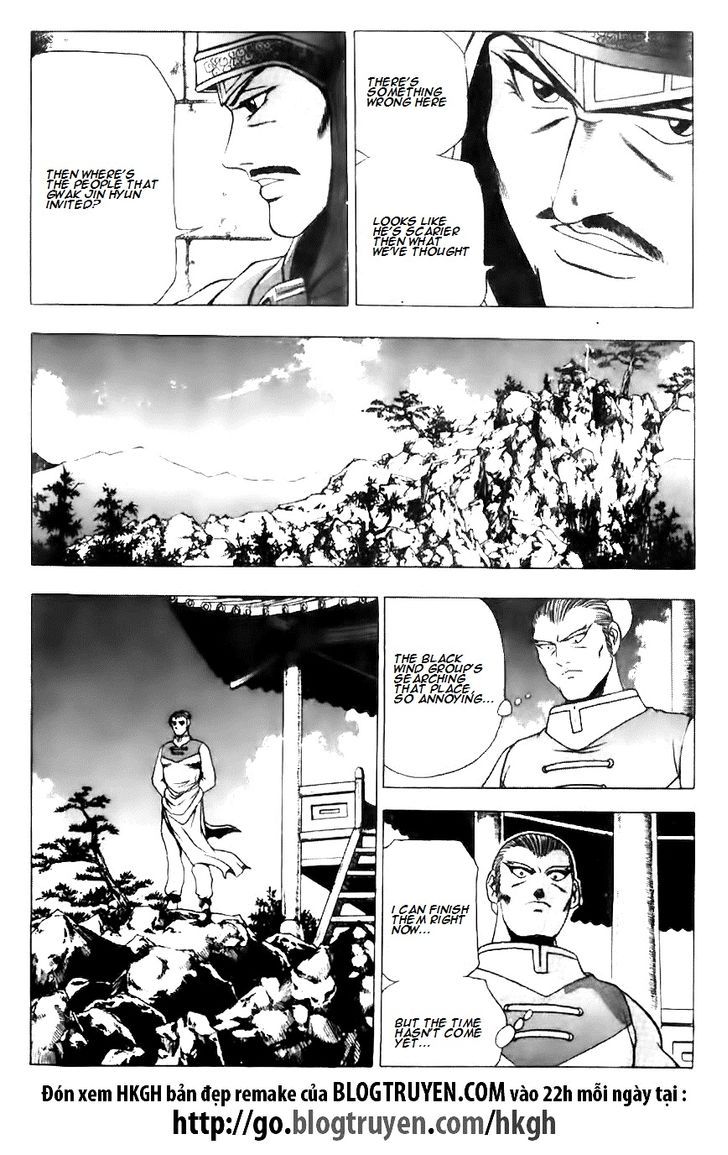 THERE'S
SOMETHING
WRONG HERE
LOOKS LIKE
HE'S SCARIER
THEN WHAT
WE'VE THOUGHT
THEN WHERE'S
THE PEOPLE THAT
GWAK JIN HYUN
INVITED?
THE BLACK
WIND GROUP'S
SEARCHING
THAT PLACE,
SO ANNOYING...
I CAN FINISH
THEM RIGHT
NOW...
BUT THE TIME
HASN'T COME
YET...
Đón xem HKGH bản đẹp remake của BLOGTRUYEN.COM vào 22h mỗi ngày tại :
http://go.blogtruyen.com/hkgh